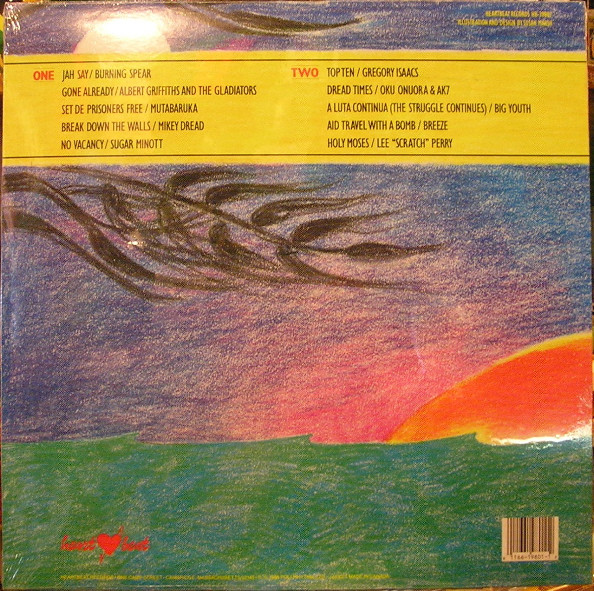 HEARTBEAT RECORDS
ILLUSTRATION AND DESIGN BY SUSAN
ONE
JAH SAY / BURNING SPEAR
GONE ALREADY / ALBERT GRIFFITHS AND THE GLADIATORS
SET DE PRISONERS FREE / MUTABARUKA
BREAK DOWN THE WALLS / MIKEY DREAD
NO VACANCY / SUGAR MINOTT
TWO
TOP TEN / GREGORY ISAACS
DREAD TIMES / OKU ONUORA & AK7
A LUTA CONTINUA (THE STRUGGLE CONTINUES) / BIG YOUTH
AID TRAVEL WITH A BOMB / BREEZE
HOLY MOSES / LEE "SCRATCH" PERRY
heart beat